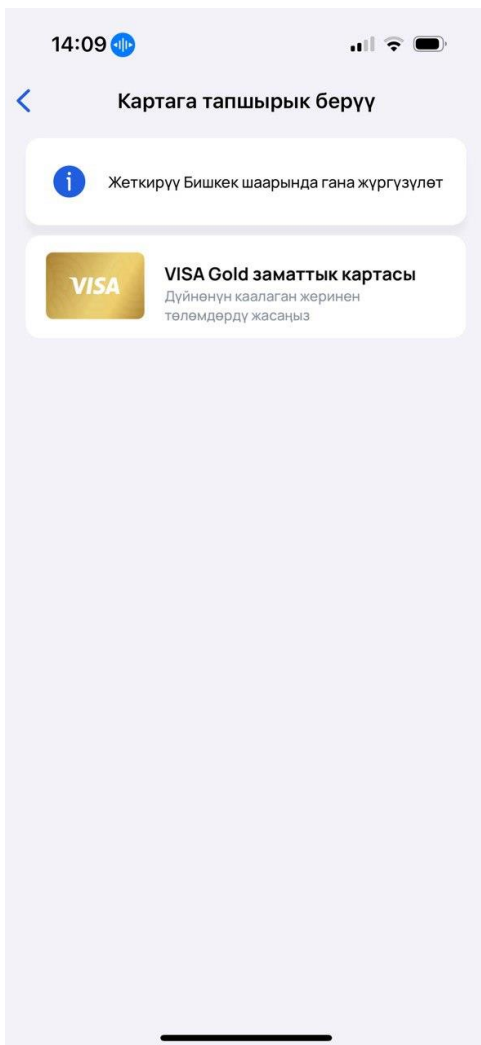 14:09
Картага тапшырык берүү
Жеткирүү Бишкек шаарында гана жүргүзүлөт
VISA
VISA Gold заматтык картасы
Дүйнөнүн каалаган жеринен
төлөмдөрдү жасаңыз